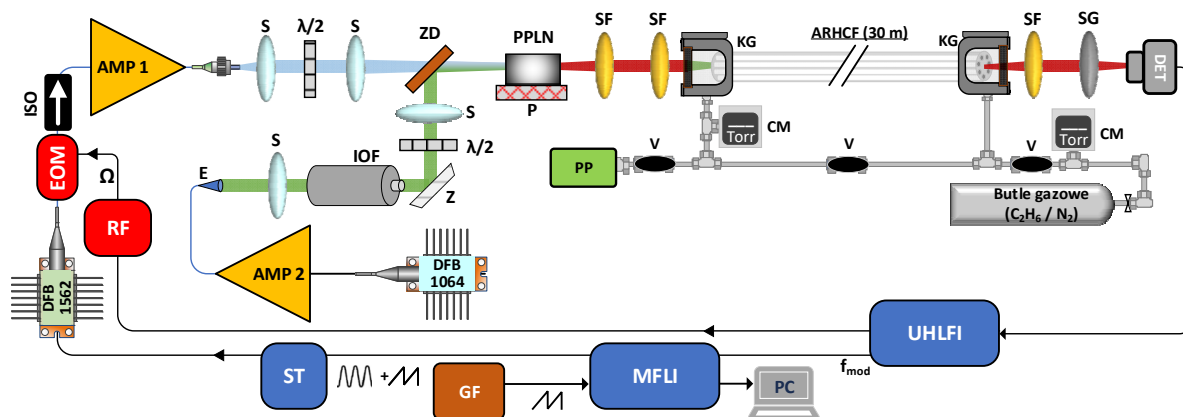 S
λ/2
S
ZD
PPLN
SF
SF
KG
ARHCF (30 m)
KG
SF
SG
DET
AMP 1
ISO
P
S
λ/2
Torr
CM
V
V
V
Torr
CM
EOM
Ω
S
IOF
E
Z
PP
Butle gazowe
(C₂H₆ / N₂)
RF
DFB
1562
AMP 2
DFB
1064
UHLFI
ST
+
GF
MFLI
f_mod
PC